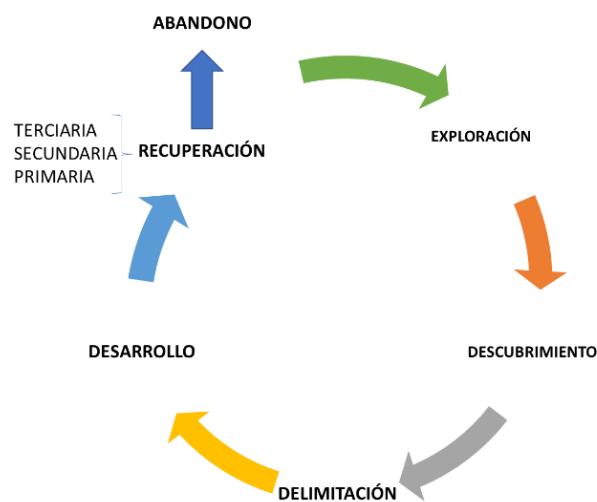 ABANDONO
EXPLORACIÓN
DESCUBRIMIENTO
DELIMITACIÓN
DESARROLLO
RECUPERACIÓN
TERCIARIA
SECUNDARIA
PRIMARIA